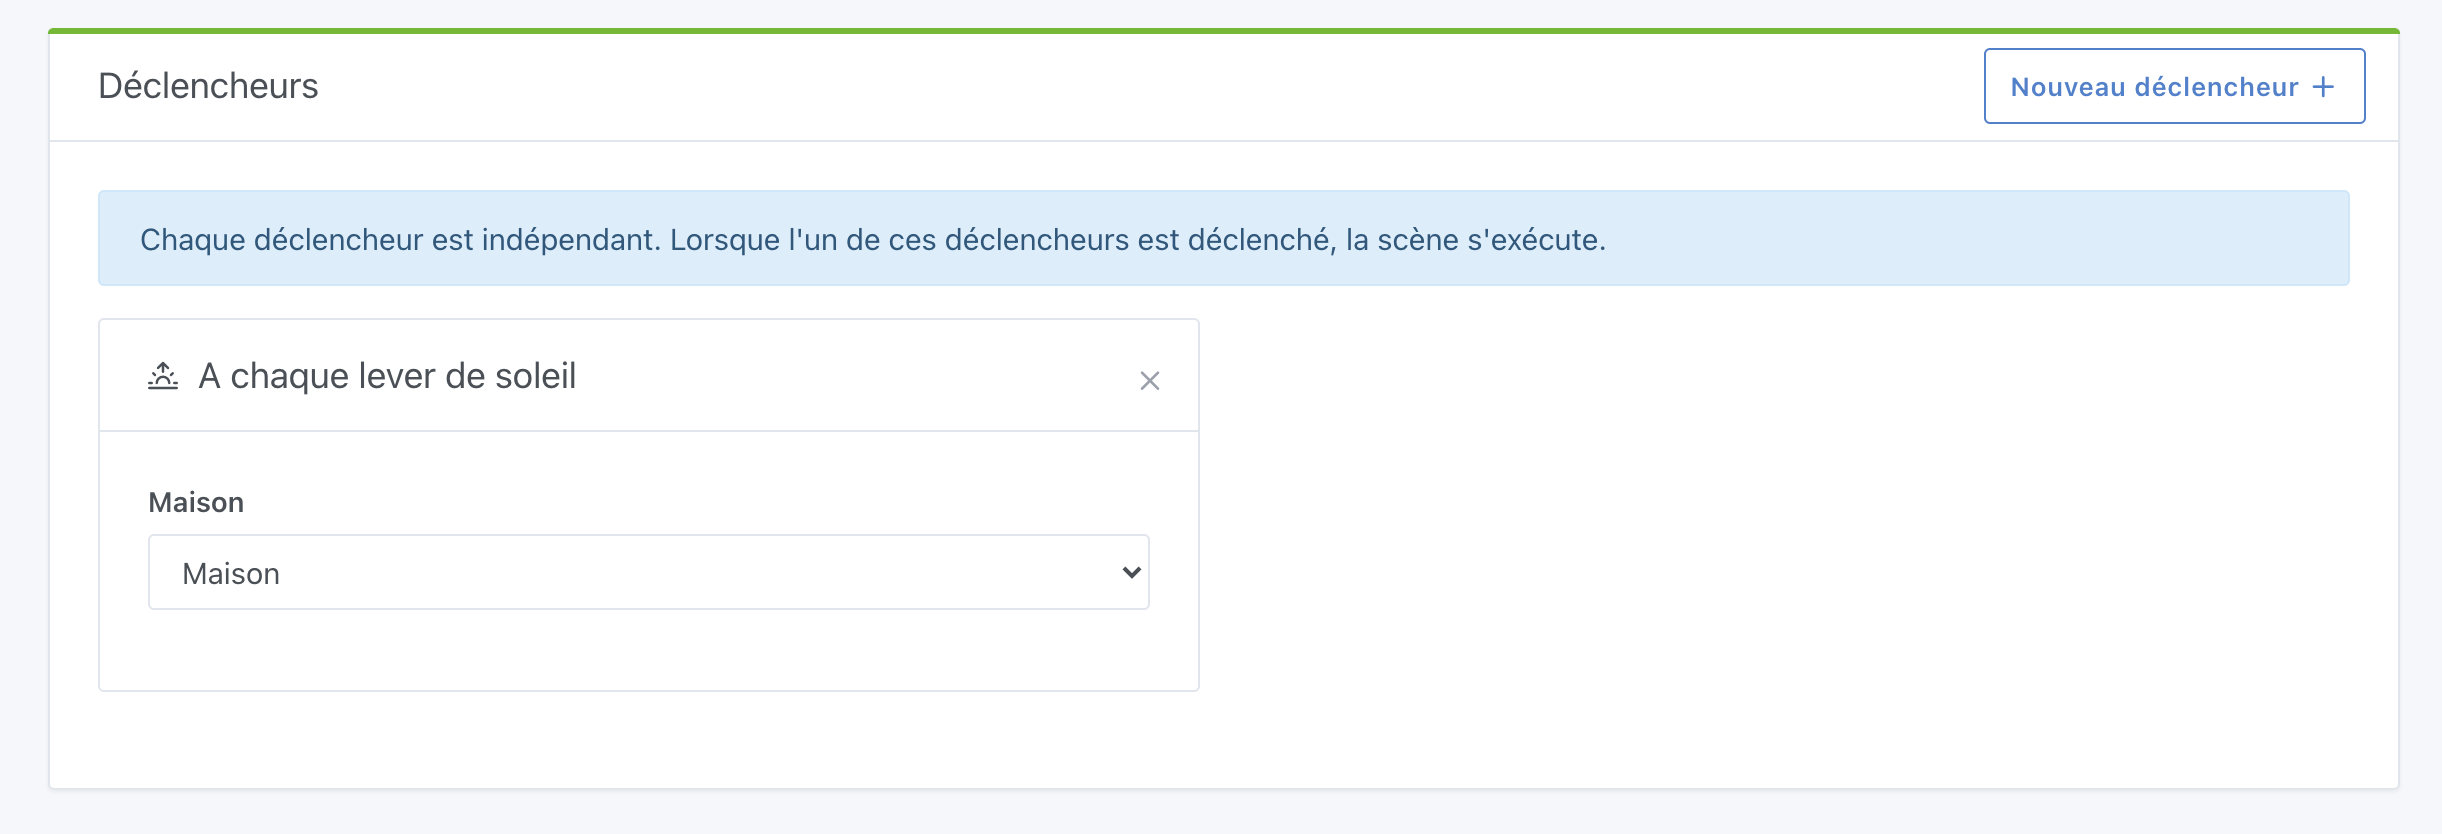 Déclencheurs
Nouveau déclencheur +
Chaque déclencheur est indépendant. Lorsque l'un de ces déclencheurs est déclenché, la scène s'exécute.
A chaque lever de soleil
Maison
Maison